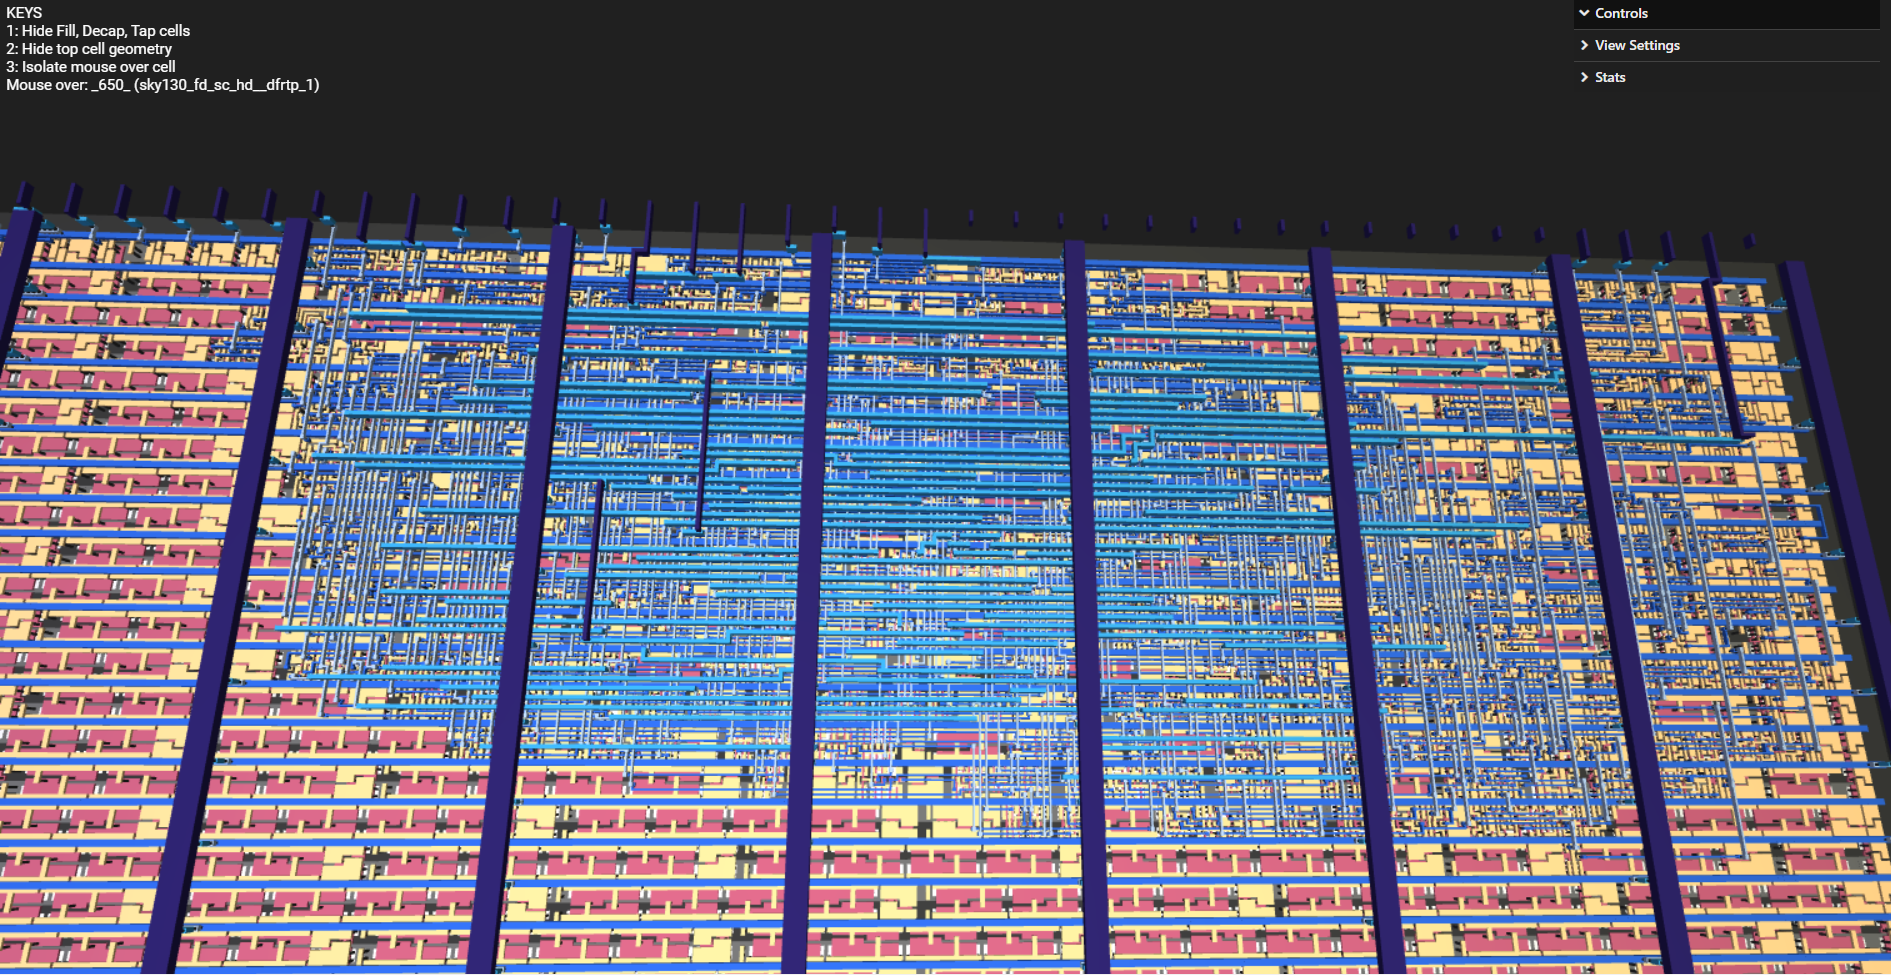 KEYS
1: Hide Fill, Decap, Tap cells
2: Hide top cell geometry
3: Isolate mouse over cell
Mouse over: _650_ (sky130_fd_sc_hd__dfrtp_1)
Controls
View Settings
Stats